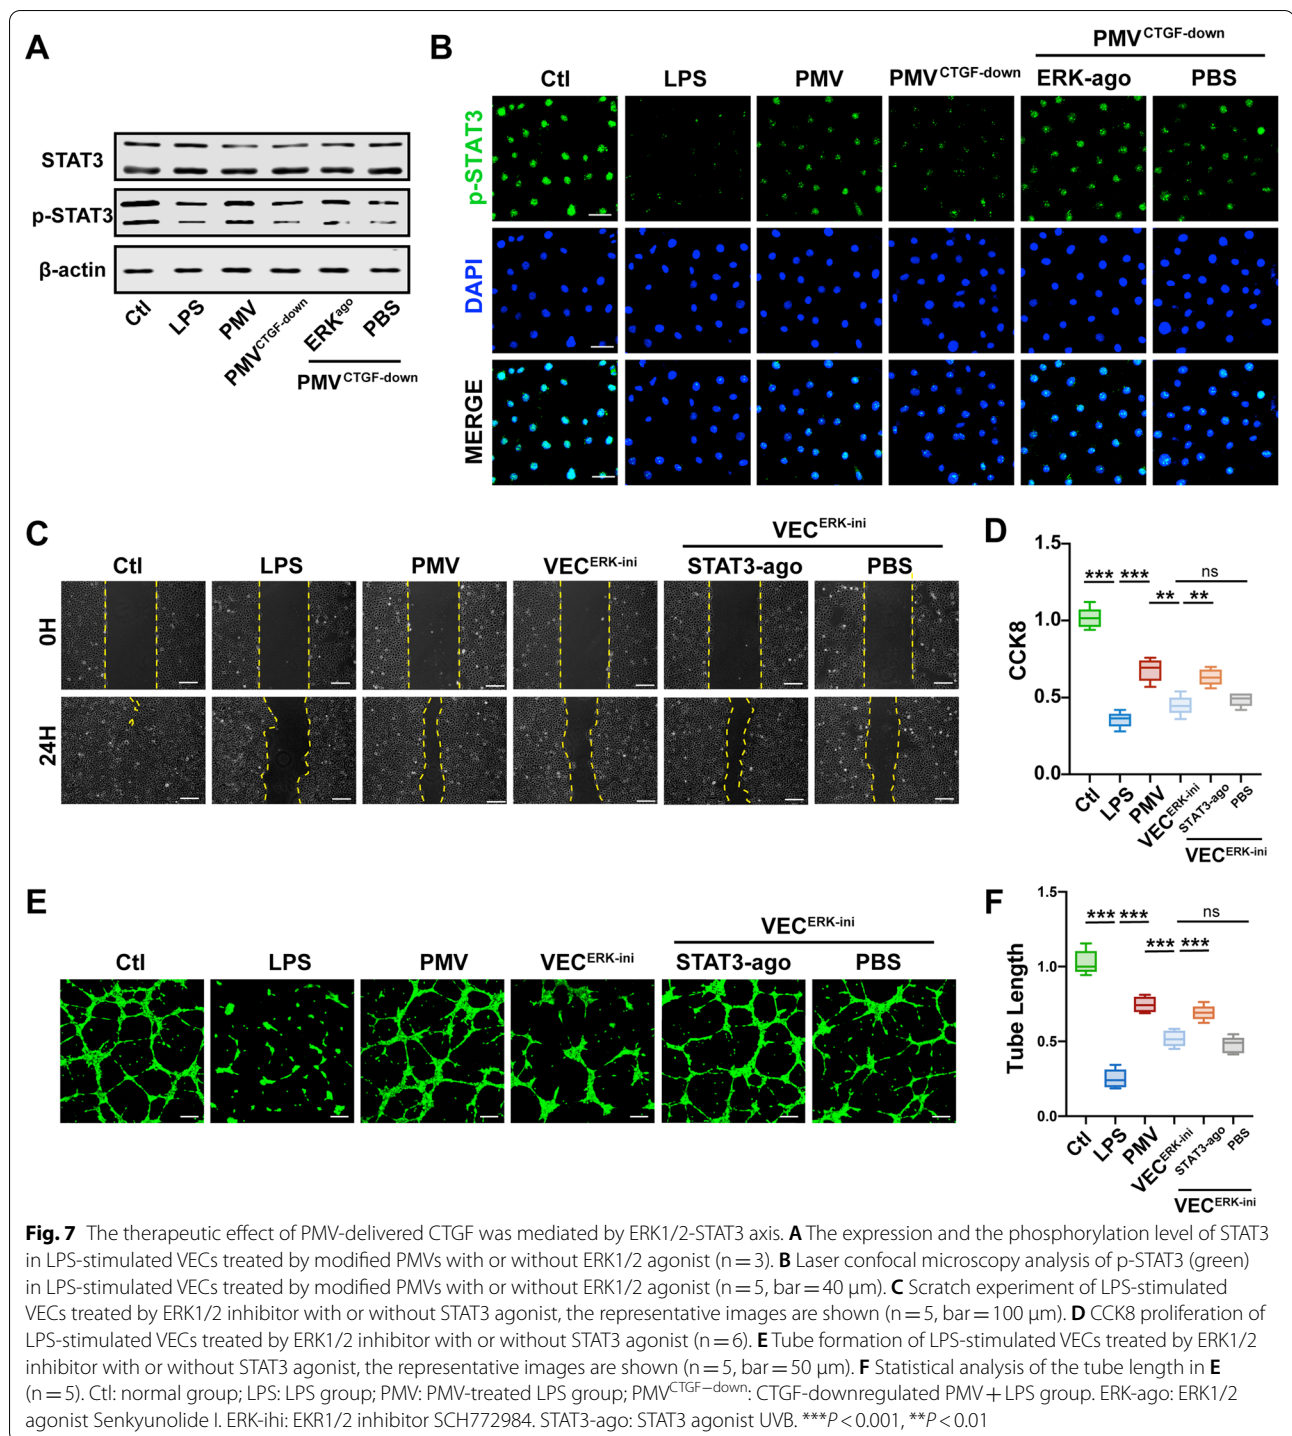 A
STAT3
p-STAT3
β-actin
Ctl
LPS
PMV
PMV^CTGF-down
ERK^ago
PBS
PMV^CTGF-down
B
PMV^CTGF-down
Ctl LPS PMV PMV^CTGF-down ERK-ago PBS
p-STAT3
DAPI
MERGE
C
VEC^ERK-ini
Ctl LPS PMV VEC^ERK-ini STAT3-ago PBS
0H
24H
D
1.5
1.0
0.5
0.0
CCK8
*** *** ** ** ns
Ctl
LPS
PMV
VEC^ERK-ini
STAT3-ago
PBS
VEC^ERK-ini
E
VEC^ERK-ini
Ctl LPS PMV VEC^ERK-ini STAT3-ago PBS
F
1.5
1.0
0.5
0.0
Tube Length
*** *** *** *** ns
Ctl
LPS
PMV
VEC^ERK-ini
STAT3-ago
PBS
VEC^ERK-ini
Fig. 7 The therapeutic effect of PMV-delivered CTGF was mediated by ERK1/2-STAT3 axis. A The expression and the phosphorylation level of STAT3
in LPS-stimulated VECs treated by modified PMVs with or without ERK1/2 agonist (n = 3). B Laser confocal microscopy analysis of p-STAT3 (green)
in LPS-stimulated VECs treated by modified PMVs with or without ERK1/2 agonist (n = 5, bar = 40 μm). C Scratch experiment of LPS-stimulated
VECs treated by ERK1/2 inhibitor with or without STAT3 agonist, the representative images are shown (n = 5, bar = 100 μm). D CCK8 proliferation of
LPS-stimulated VECs treated by ERK1/2 inhibitor with or without STAT3 agonist (n = 6). E Tube formation of LPS-stimulated VECs treated by ERK1/2
inhibitor with or without STAT3 agonist, the representative images are shown (n = 5, bar = 50 μm). F Statistical analysis of the tube length in E
(n = 5). Ctl: normal group; LPS: LPS group; PMV: PMV-treated LPS group; PMV^CTGF−down: CTGF-downregulated PMV + LPS group. ERK-ago: ERK1/2
agonist Senkyunolide I. ERK-ihi: EKR1/2 inhibitor SCH772984. STAT3-ago: STAT3 agonist UVB. ***P < 0.001, **P < 0.01